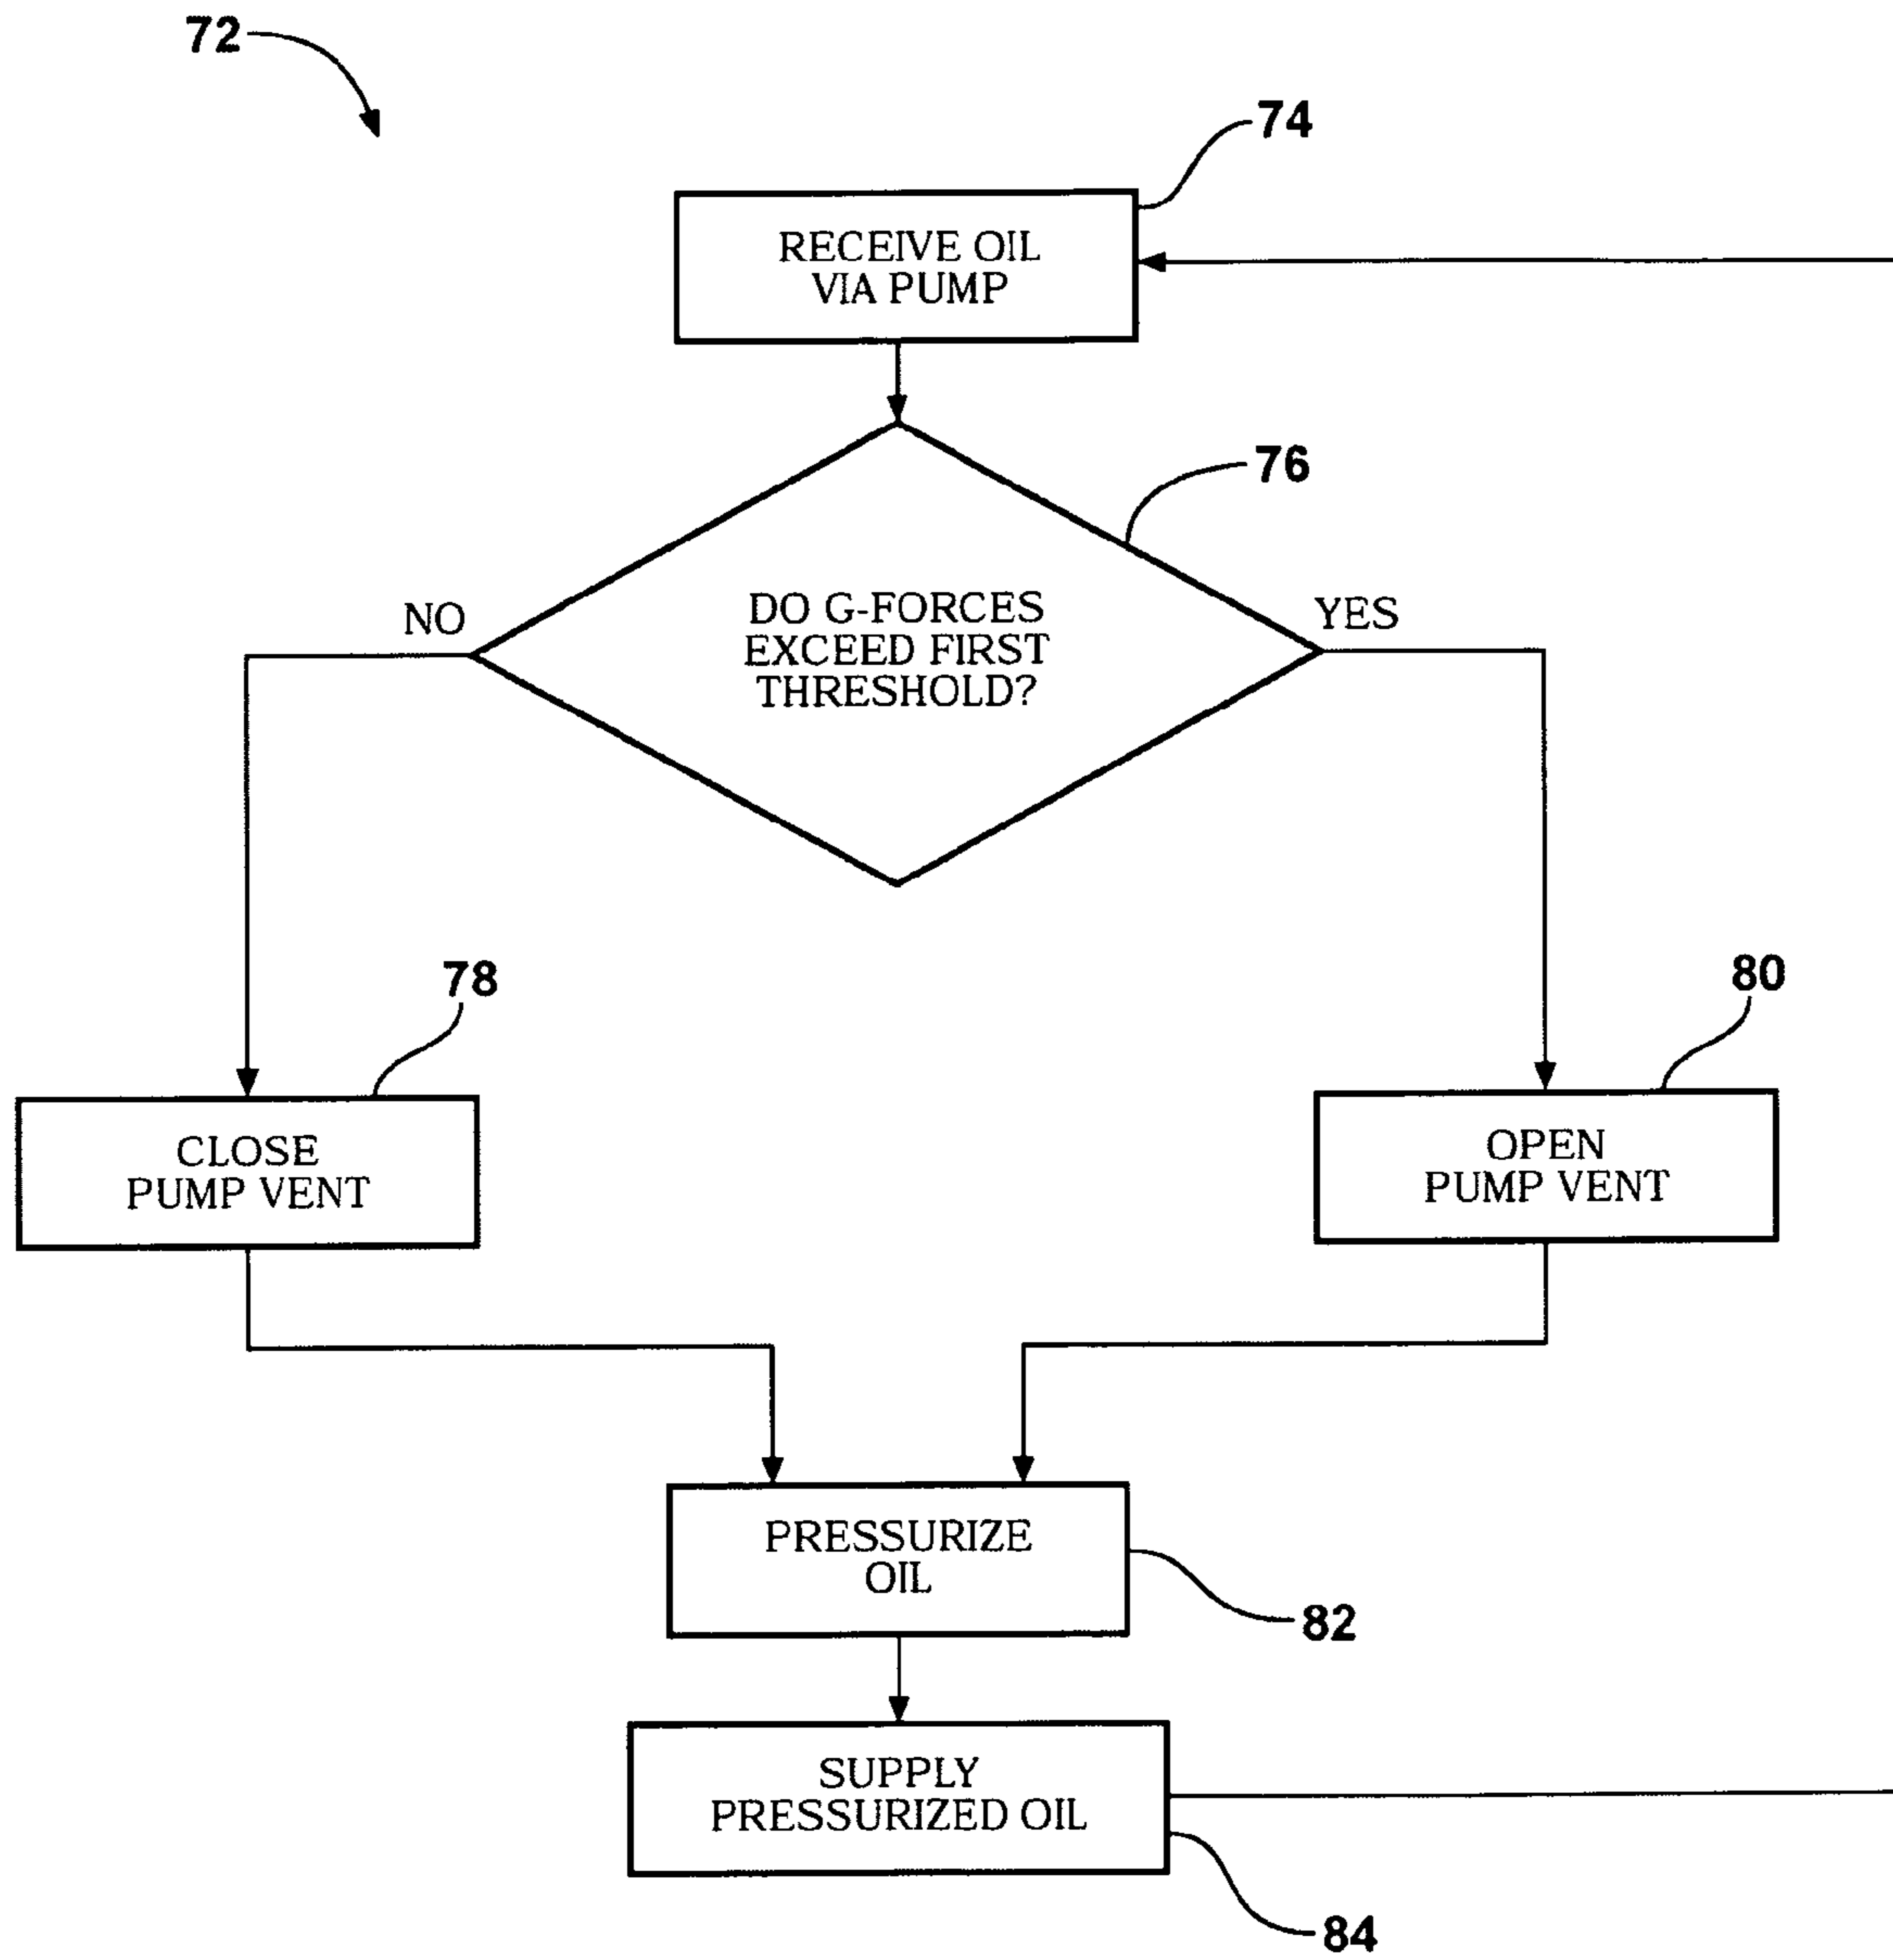 72
74
RECEIVE OIL
VIA PUMP
76
DO G-FORCES
EXCEED FIRST
THRESHOLD?
NO
YES
78
CLOSE
PUMP VENT
80
OPEN
PUMP VENT
PRESSURIZE
OIL
82
SUPPLY
PRESSURIZED OIL
84